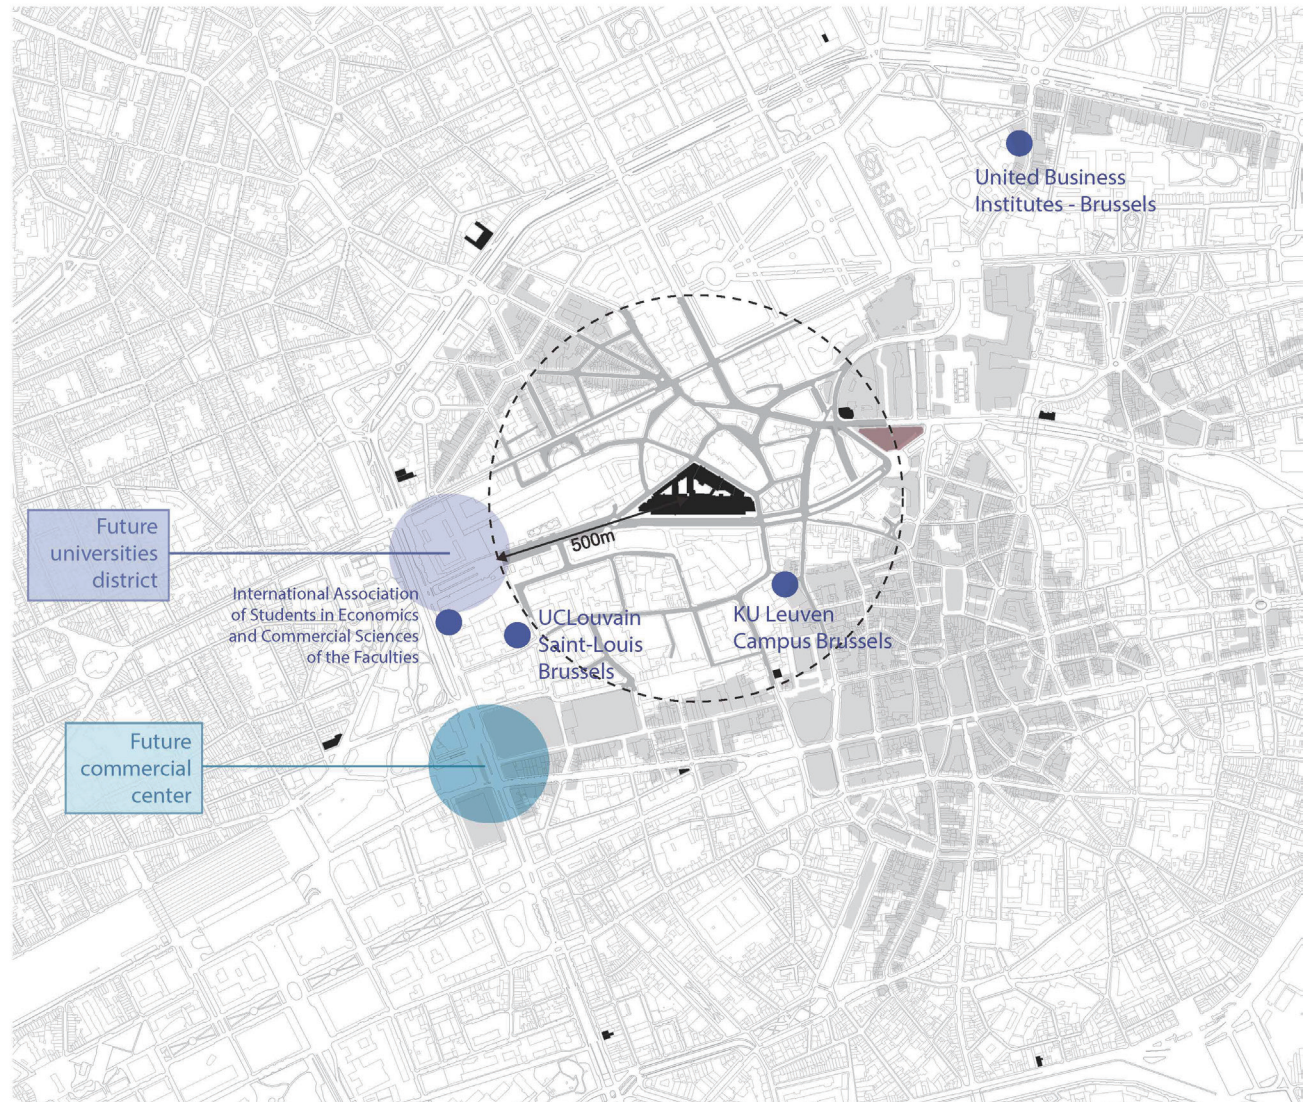 United Business
Institutes - Brussels
500m
Future
universities
district
International Association
of Students in Economics
and Commercial Sciences
of the Faculties
UCLouvain
Saint-Louis
Brussels
KU Leuven
Campus Brussels
Future
commercial
center